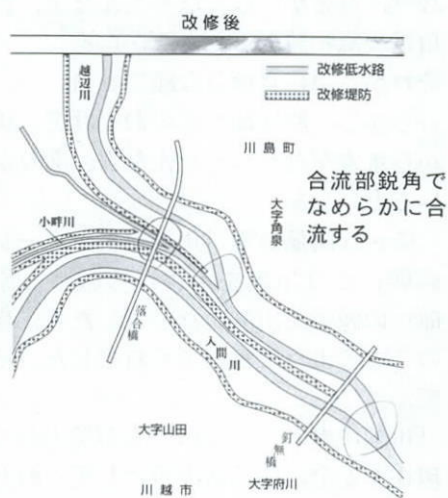 改修後
改修低水路
改修堤防
越辺川
川島町
合流部鋭角で
なめらかに合
流する
大字角泉
小畔川
落合橋
入間川
釘無橋
大字山田
大字府川
川越市